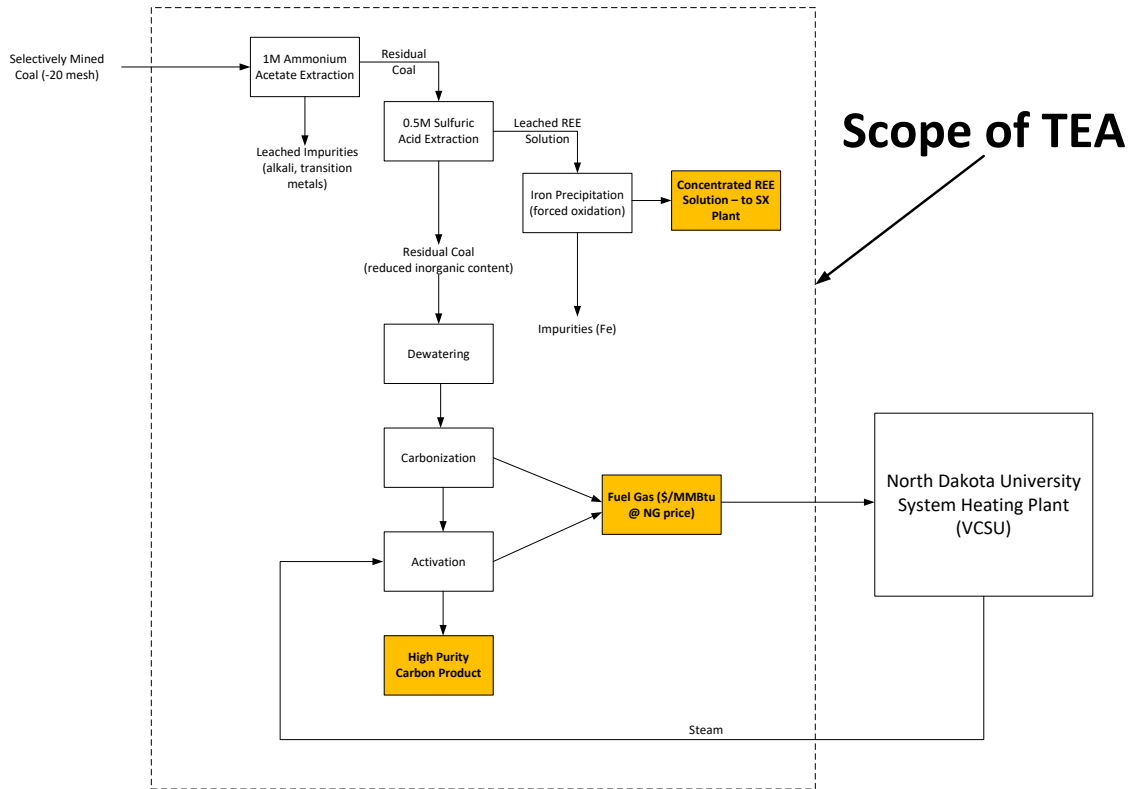 Selectively Mined
Coal (-20 mesh)
1M Ammonium
Acetate Extraction
Residual
Coal
Leached Impurities
(alkali, transition
metals)
0.5M Sulfuric
Acid Extraction
Leached REE
Solution
Iron Precipitation
(forced oxidation)
Concentrated REE
Solution – to SX
Plant
Scope of TEA
Residual Coal
(reduced inorganic content)
Impurities (Fe)
Dewatering
Carbonization
Fuel Gas ($/MMBtu
@ NG price)
North Dakota University
System Heating Plant
(VCSU)
Activation
High Purity
Carbon Product
Steam